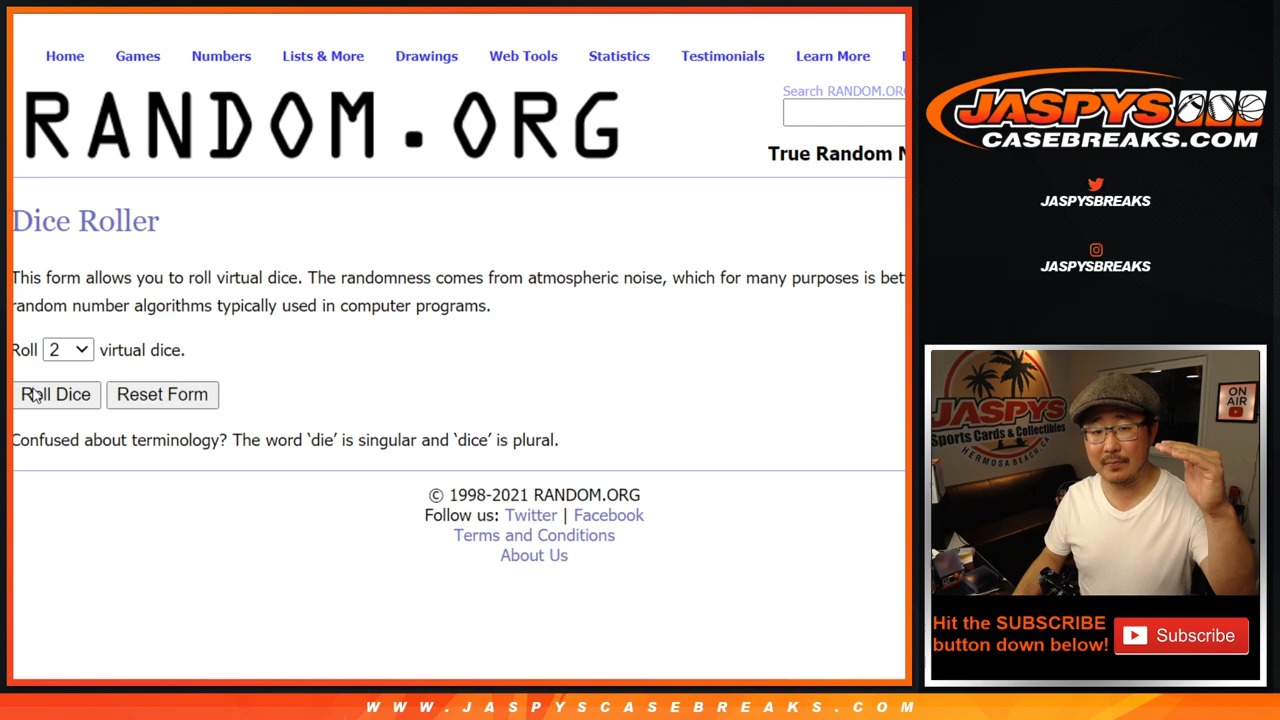 Home Games Numbers Lists & More Drawings Web Tools Statistics Testimonials Learn More
RANDOM.ORG
Search RANDOM.ORG
True Random N
Dice Roller
This form allows you to roll virtual dice. The randomness comes from atmospheric noise, which for many purposes is bet
random number algorithms typically used in computer programs.
Roll 2 virtual dice.
Roll Dice Reset Form
Confused about terminology? The word ‘die’ is singular and ‘dice’ is plural.
© 1998-2021 RANDOM.ORG
Follow us: Twitter | Facebook
Terms and Conditions
About Us
JASPYS
CASEBREAKS.COM
JASPYSBREAKS
JASPYSBREAKS
JASPYS
Sports Cards & Collectibles
HERMOSA BEACH, CA
ON
AIR
Hit the SUBSCRIBE
button down below!
Subscribe
WWW.JASPYSCASEBREAKS.COM